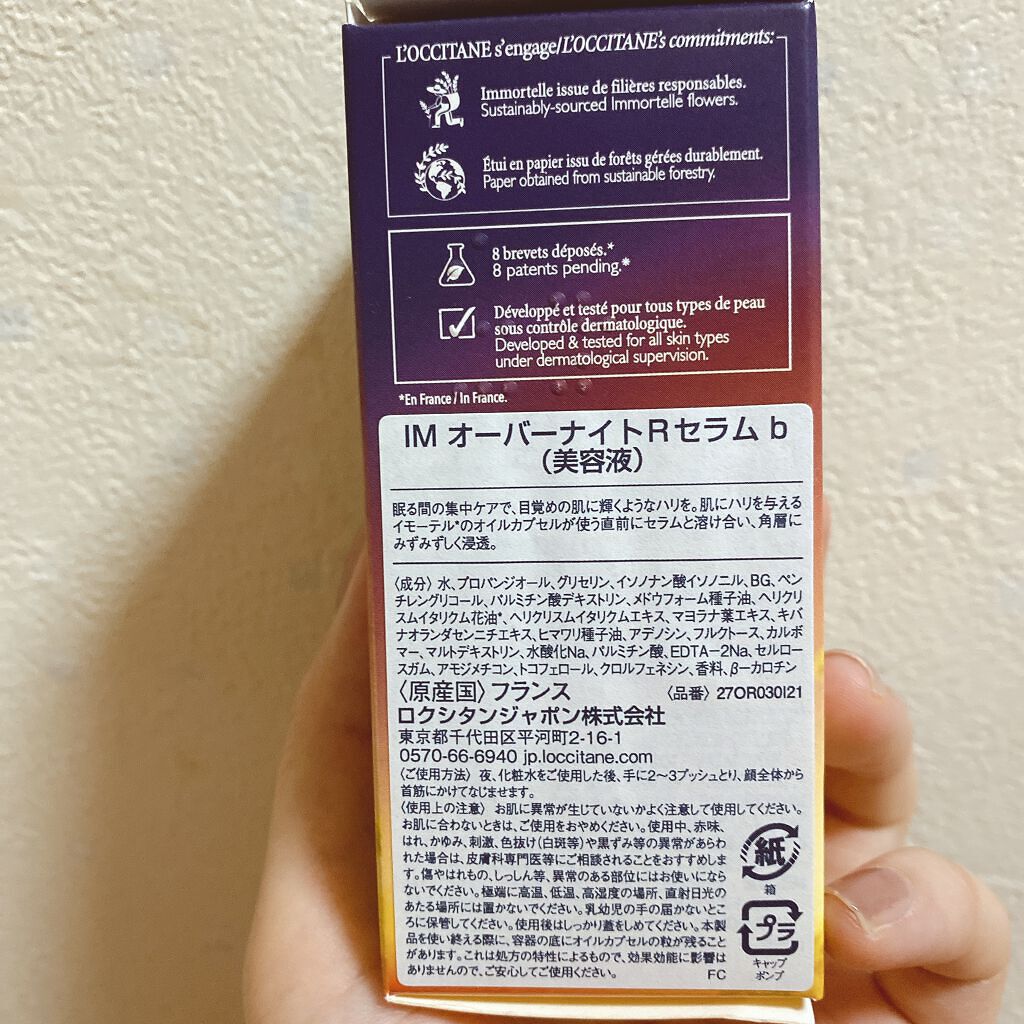 L'OCCITANE s'engage/L'OCCITANE's commitments:
Immortelle issue de filières responsables.
Sustainably-sourced Immortelle flowers.
Étui en papier issu de forêts gérées durablement.
Paper obtained from sustainable forestry.
8 brevets déposés.*
8 patents pending.*
Développé et testé pour tous types de peau
sous contrôle dermatologique.
Developed & tested for all skin types
under dermatological supervision.
*En France / In France.
IM オーバーナイトRセラム b
（美容液）
眠る間の集中ケアで、目覚めの肌に輝くようなハリを。肌にハリを与える
イモーテル*のオイルカプセルが使う直前にセラムと溶け合い、角層に
みずみずしく浸透。
〈成分〉水、プロパンジオール、グリセリン、イソノナン酸イソノニル、BG、ペン
チレングリコール、パルミチン酸デキストリン、メドウフォーム種子油、ヘリクリ
スムイタリクム花油*、ヘリクリスムイタリクムエキス、マヨラナ葉エキス、キバ
ナオランダセンニチエキス、ヒマワリ種子油、アデノシン、フルクトース、カルボ
マー、マルトデキストリン、水酸化Na、パルミチン酸、EDTA−2Na、セルロー
スガム、アモジメチコン、トコフェロール、クロルフェネシン、香料、β−カロチン
〈原産国〉フランス 〈品番〉27OR030I21
ロクシタンジャポン株式会社
東京都千代田区平河町2-16-1
0570-66-6940 jp.loccitane.com
〈ご使用方法〉夜、化粧水をご使用した後、手に2〜3プッシュとり、顔全体から
首筋にかけてなじませます。
〈使用上の注意〉お肌に異常が生じていないかよく注意して使用してください。
お肌に合わないときは、ご使用をおやめください。使用中、赤味、
はれ、かゆみ、刺激、色抜け(白斑等)や黒ずみ等の異常があらわ
れた場合は、皮膚科専門医等にご相談されることをおすすめしま
す。傷やはれもの、しっしん等、異常のある部位にはお使いになら
ないでください。極端に高温、低温、高湿度の場所、直射日光の
あたる場所には置かないでください。乳幼児の手の届かないとこ
ろに保管してください。使用後はしっかり蓋をしめてください。本製
品を使い終える際に、容器の底にオイルカプセルの粒が残ること
があります。これは処方の特性によるもので、効果効能に影響は
ありませんので、ご安心してご使用ください。
紙
箱
プラ
キャップ
ポンプ
FC